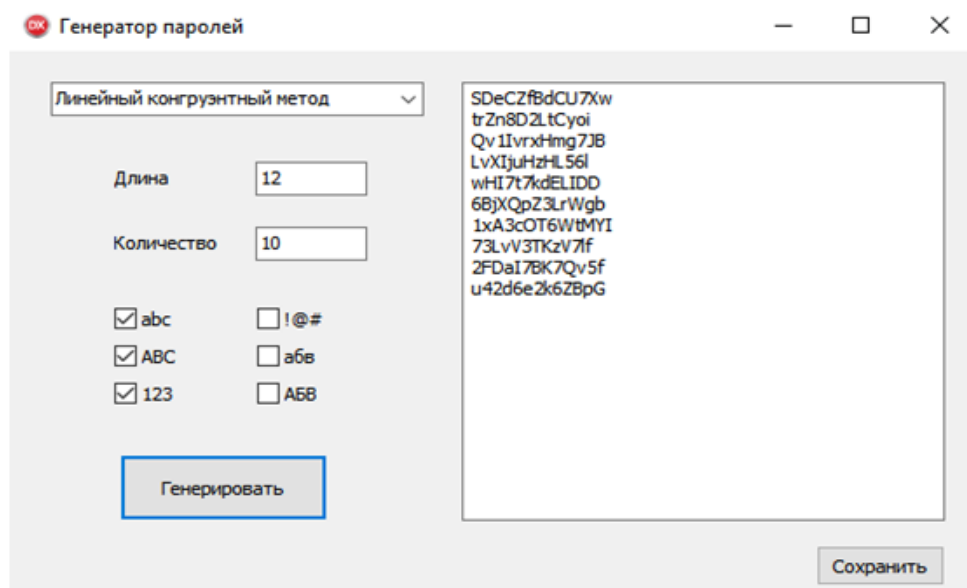 DX Генератор паролей
Линейный конгруэнтный метод
Длина 12
Количество 10
abc !@#
ABC абв
123 АБВ
Генерировать
SDeCZfBdCU7Xw
trZn8D2LtCyoi
Qv1IvrxHmg7JB
LvXIjuHzHL56l
wHI7t7kdELIDD
6BjXQpZ3LrWgb
1xA3cOT6WtMYI
73LvV3TKzV7lf
2FDaI7BK7Qv5f
u42d6e2k6ZBpG
Сохранить